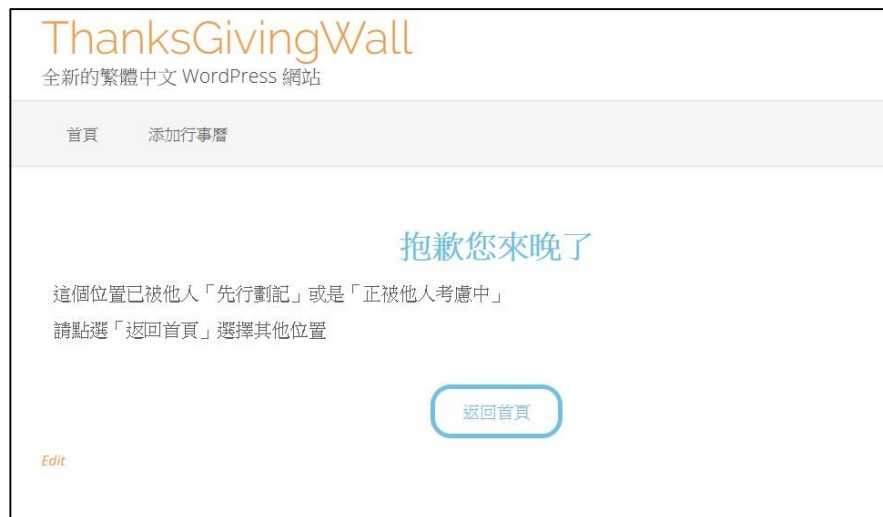 ThanksGivingWall
全新的繁體中文 WordPress 網站
首頁 添加行事曆
抱歉您來晚了
這個位置已被他人「先行劃記」或是「正被他人考慮中」
請點選「返回首頁」選擇其他位置
返回首頁
Edit